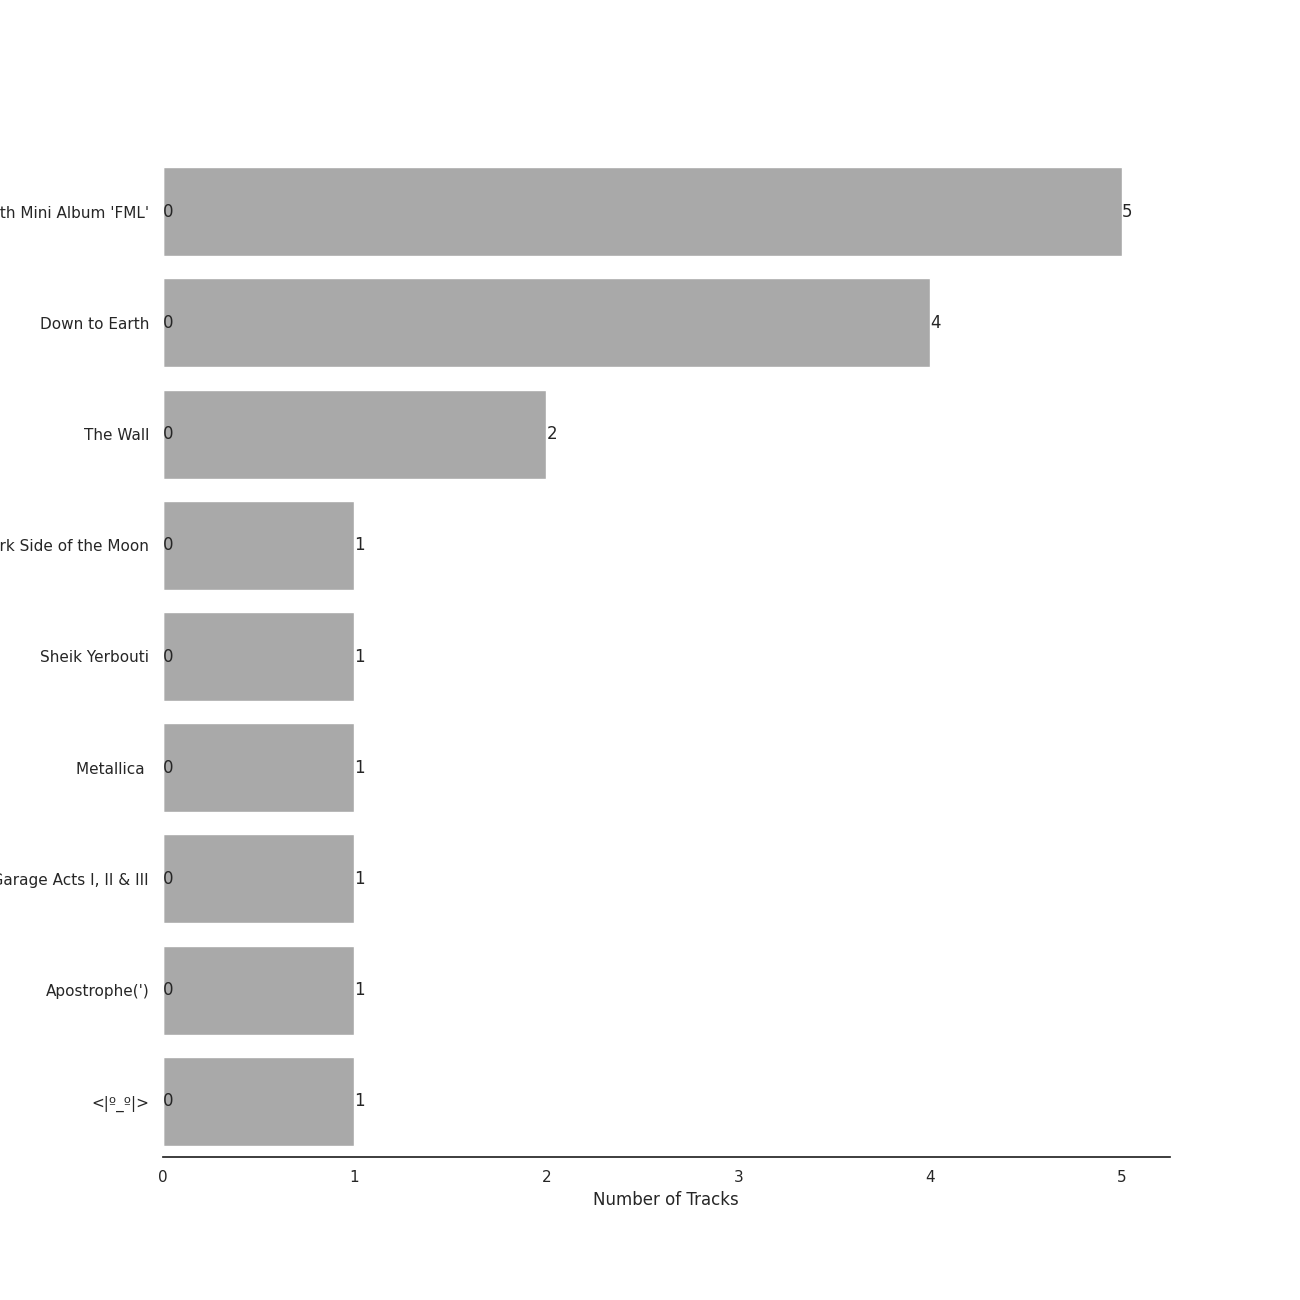 th Mini Album 'FML' 0 5
Down to Earth 0 4
The Wall 0 2
rk Side of the Moon 0 1
Sheik Yerbouti 0 1
Metallica 0 1
Garage Acts I, II & III 0 1
Apostrophe(') 0 1
<|º_º|> 0 1
0 1 2 3 4 5
Number of Tracks